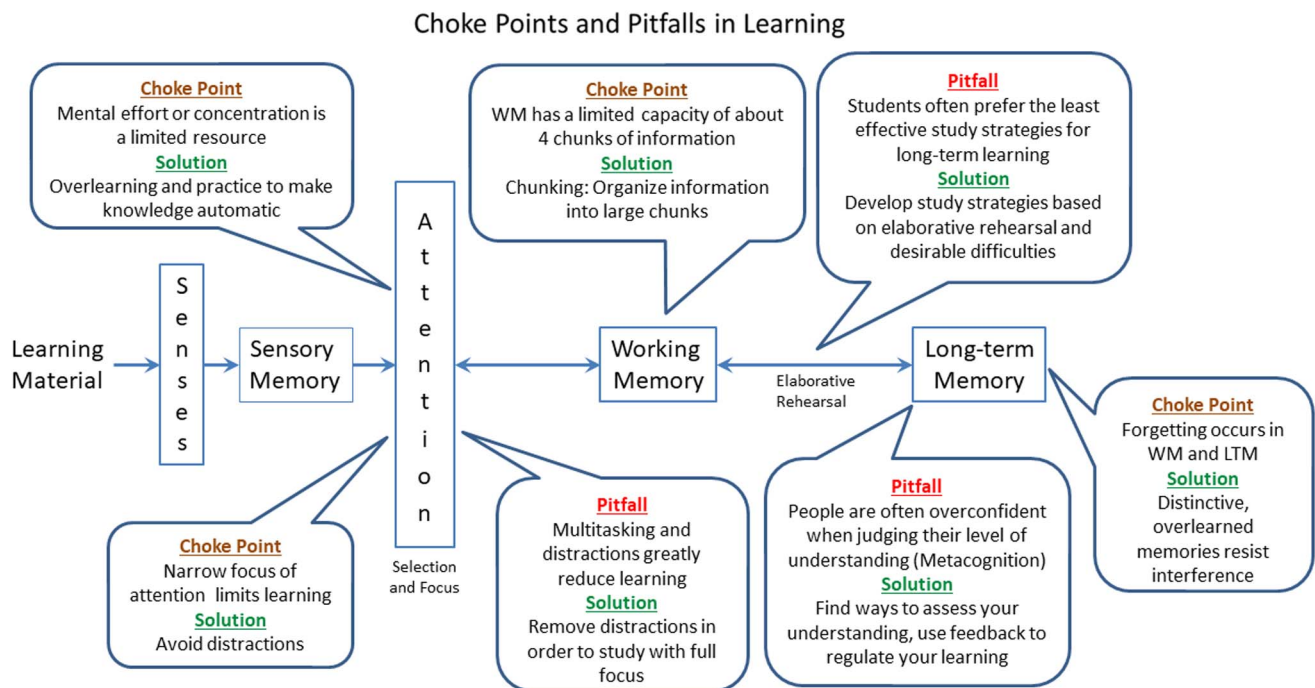 Choke Points and Pitfalls in Learning
Choke Point
Mental effort or concentration is
a limited resource
Solution
Overlearning and practice to make
knowledge automatic
Choke Point
WM has a limited capacity of about
4 chunks of information
Solution
Chunking: Organize information
into large chunks
Pitfall
Students often prefer the least
effective study strategies for
long-term learning
Solution
Develop study strategies based
on elaborative rehearsal and
desirable difficulties
Learning
Material
Senses
Sensory
Memory
Attention
Selection
and Focus
Working
Memory
Elaborative
Rehearsal
Long-term
Memory
Choke Point
Narrow focus of
attention limits learning
Solution
Avoid distractions
Pitfall
Multitasking and
distractions greatly
reduce learning
Solution
Remove distractions in
order to study with full
focus
Pitfall
People are often overconfident
when judging their level of
understanding (Metacognition)
Solution
Find ways to assess your
understanding, use feedback to
regulate your learning
Choke Point
Forgetting occurs in
WM and LTM
Solution
Distinctive,
overlearned
memories resist
interference